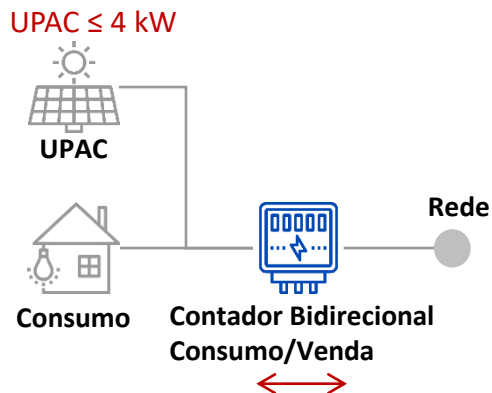 UPAC ≤ 4 kW
UPAC
Rede
Consumo
Contador Bidirecional
Consumo/Venda